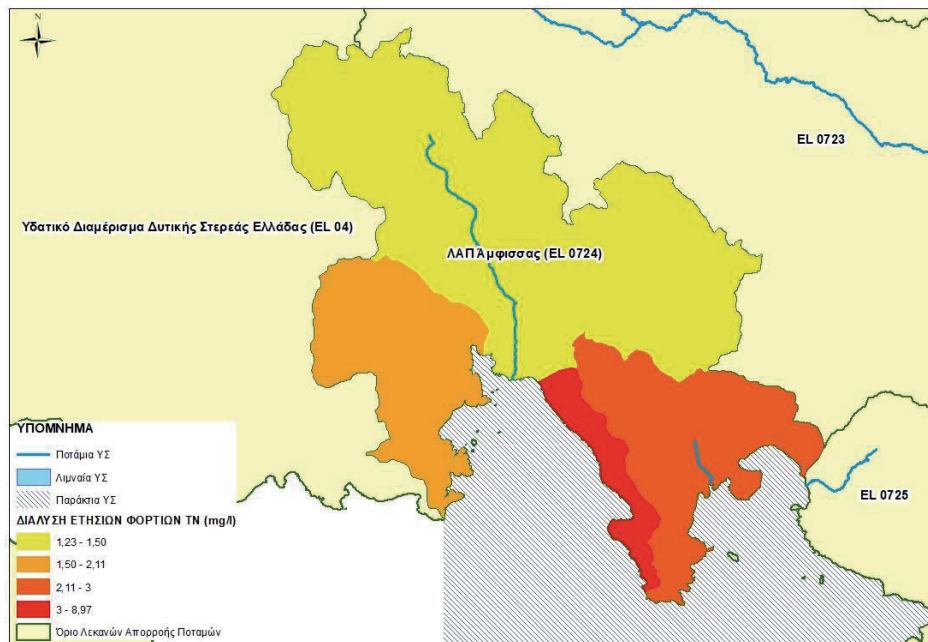 N
EL 0723
Υδατικό Διαμέρισμα Δυτικής Στερεάς Ελλάδας (EL 04)
ΛΑΠ Άμφισσας (EL 0724)
EL 0725
ΥΠΟΜΝΗΜΑ
Ποτάμια ΥΣ
Λιμναία ΥΣ
Παράκτια ΥΣ
ΔΙΑΛΥΣΗ ΕΤΗΣΙΩΝ ΦΟΡΤΙΩΝ TN (mg/l)
1,23 - 1,50
1,50 - 2,11
2,11 - 3
3 - 8,97
Όριο Λεκανών Απορροής Ποταμών